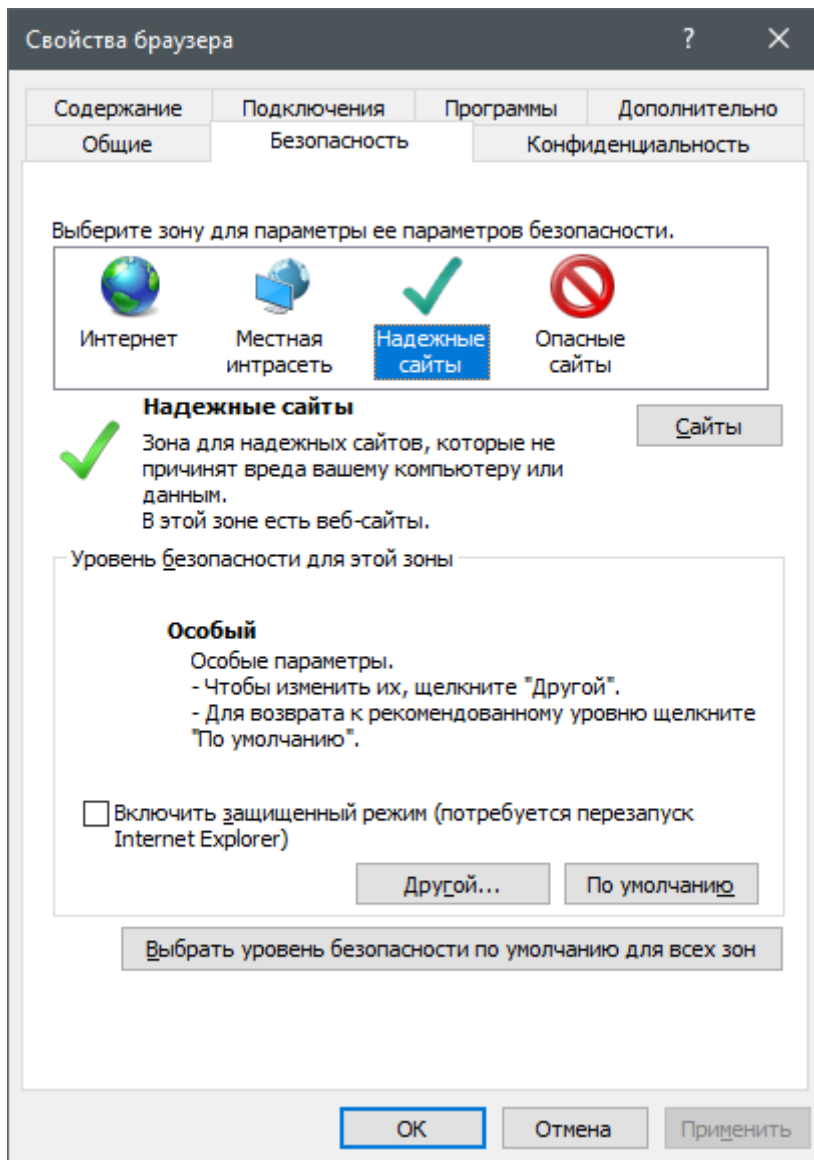 Свойства браузера
Содержание Подключения Программы Дополнительно
Общие Безопасность Конфиденциальность
Выберите зону для параметры ее параметров безопасности.
Интернет Местная интрасеть Надежные сайты Опасные сайты
Надежные сайты
Сайты
Зона для надежных сайтов, которые не
причинят вреда вашему компьютеру или
данным.
В этой зоне есть веб-сайты.
Уровень безопасности для этой зоны
Особый
Особые параметры.
- Чтобы изменить их, щелкните "Другой".
- Для возврата к рекомендованному уровню щелкните
"По умолчанию".
Включить защищенный режим (потребуется перезапуск
Internet Explorer)
Другой... По умолчанию
Выбрать уровень безопасности по умолчанию для всех зон
ОК Отмена Применить